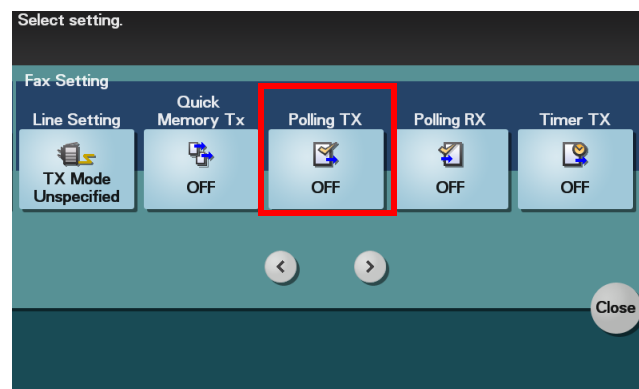 Select setting.
Fax Setting
Line Setting
Quick
Memory Tx
Polling TX
Polling RX
Timer TX
TX Mode
Unspecified
OFF
OFF
OFF
OFF
Close